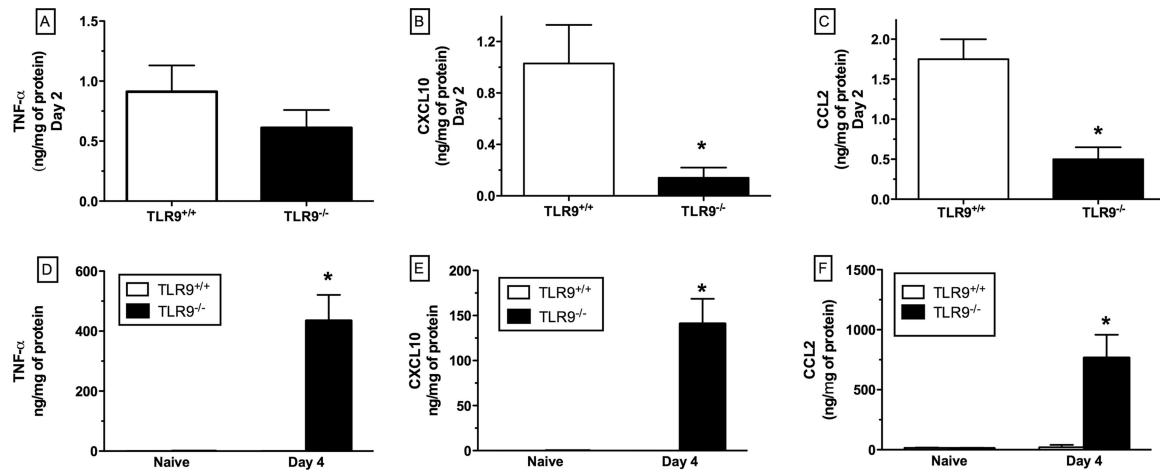 A
TNF-α
(ng/mg of protein)
Day 2
1.5
1.0
0.5
0.0
TLR9+/+
TLR9-/-
B
CXCL10
(ng/mg of protein)
Day 2
1.2
0.8
0.4
0.0
*
TLR9+/+
TLR9-/-
C
CCL2
(ng/mg of protein)
Day 2
2.0
1.5
1.0
0.5
0.0
*
TLR9+/+
TLR9-/-
D
TNF-α
ng/mg of protein
600
400
200
0
TLR9+/+
TLR9-/-
*
Naive
Day 4
E
CXCL10
ng/mg of protein
200
150
100
50
0
TLR9+/+
TLR9-/-
*
Naive
Day 4
F
CCL2
(ng/mg of protein)
1500
1000
500
0
TLR9+/+
TLR9-/-
*
Naive
Day 4